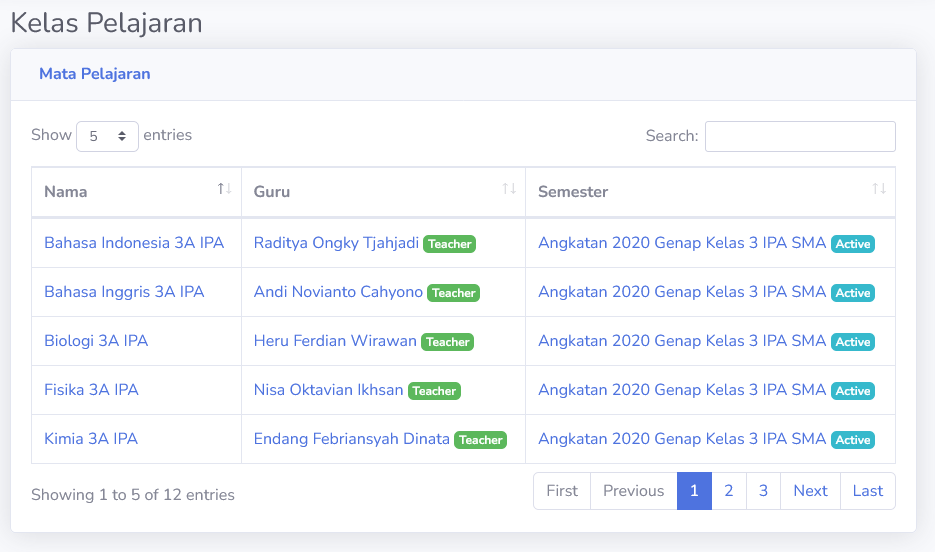 Kelas Pelajaran
Mata Pelajaran
Show 5 entries Search:
Nama Guru Semester
Bahasa Indonesia 3A IPA Raditya Ongky Tjahjadi Teacher Angkatan 2020 Genap Kelas 3 IPA SMA Active
Bahasa Inggris 3A IPA Andi Novianto Cahyono Teacher Angkatan 2020 Genap Kelas 3 IPA SMA Active
Biologi 3A IPA Heru Ferdian Wirawan Teacher Angkatan 2020 Genap Kelas 3 IPA SMA Active
Fisika 3A IPA Nisa Oktavian Ikhsan Teacher Angkatan 2020 Genap Kelas 3 IPA SMA Active
Kimia 3A IPA Endang Febriansyah Dinata Teacher Angkatan 2020 Genap Kelas 3 IPA SMA Active
Showing 1 to 5 of 12 entries First Previous 1 2 3 Next Last